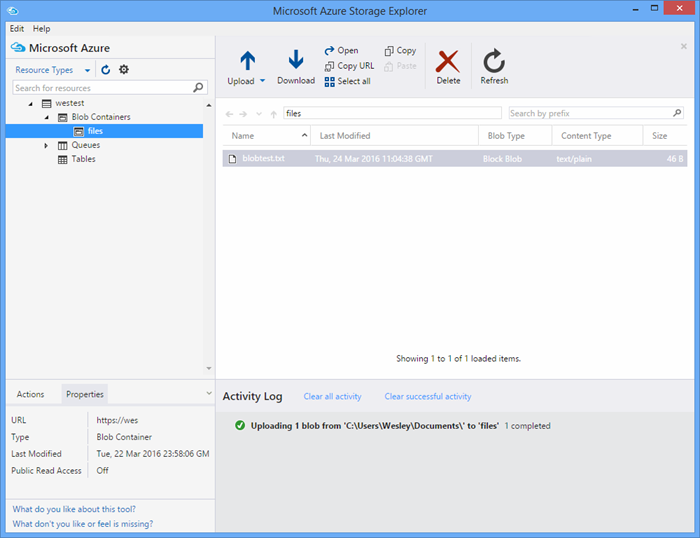 Microsoft Azure Storage Explorer
Edit Help
Microsoft Azure
Resource Types
Search for resources
westest
Blob Containers
files
Queues
Tables
Upload
Download
Open
Copy URL
Select all
Copy
Paste
Delete
Refresh
files
Search by prefix
Name Last Modified Blob Type Content Type Size
blobtest.txt Thu, 24 Mar 2016 11:04:38 GMT Block Blob text/plain 46 B
Showing 1 to 1 of 1 loaded items.
Actions Properties
URL https://wes
Type Blob Container
Last Modified Tue, 22 Mar 2016 23:58:06 GM
Public Read Access Off
What do you like about this tool?
What don't you like or feel is missing?
Activity Log Clear all activity Clear successful activity
Uploading 1 blob from 'C:\Users\Wesley\Documents\' to 'files' 1 completed